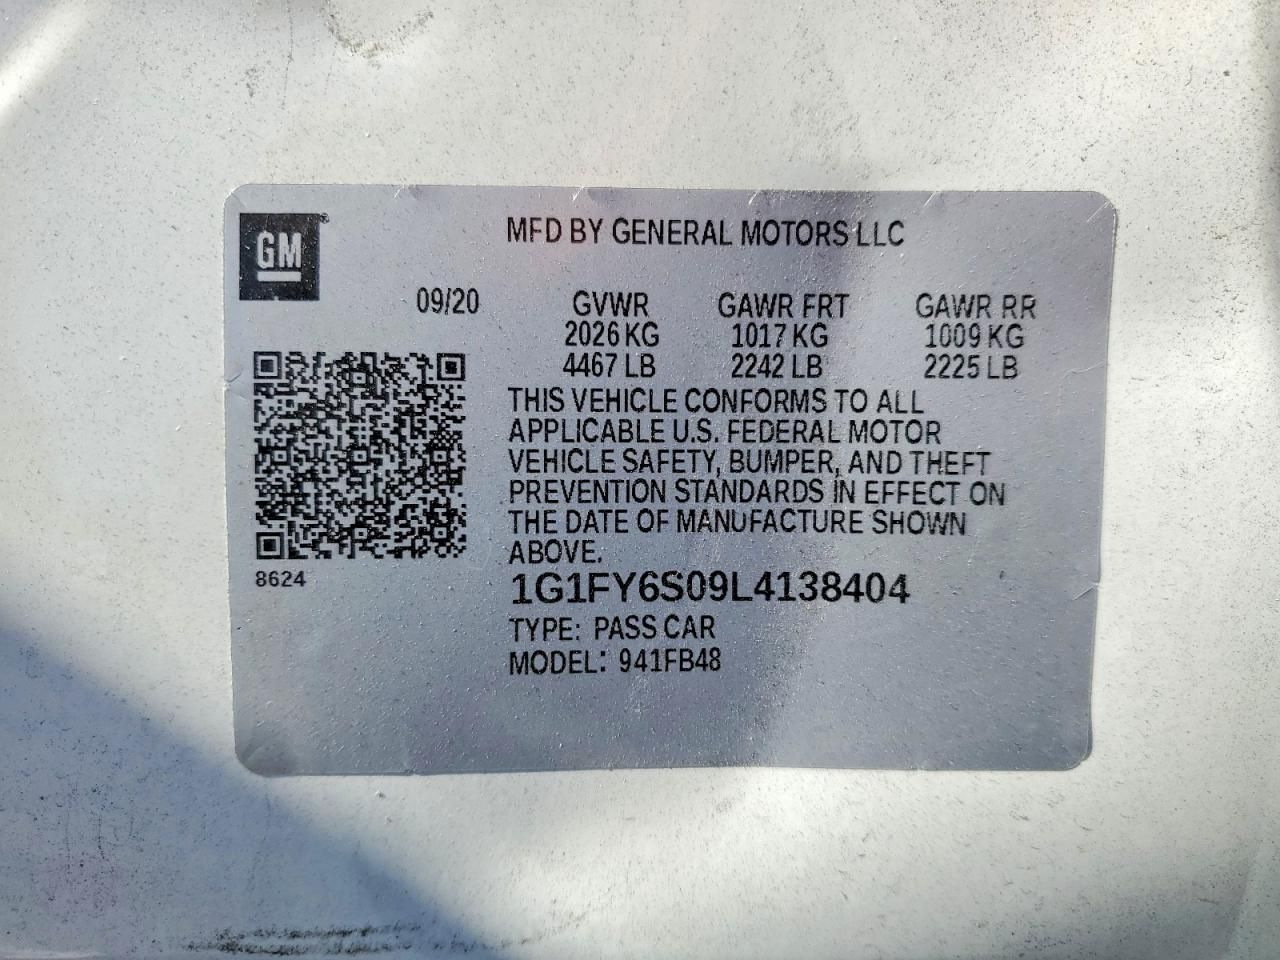 GM
MFD BY GENERAL MOTORS LLC
09/20 GVWR GAWR FRT GAWR RR
2026 KG 1017 KG 1009 KG
4467 LB 2242 LB 2225 LB
THIS VEHICLE CONFORMS TO ALL
APPLICABLE U.S. FEDERAL MOTOR
VEHICLE SAFETY, BUMPER, AND THEFT
PREVENTION STANDARDS IN EFFECT ON
THE DATE OF MANUFACTURE SHOWN
ABOVE.
8624
1G1FY6S09L4138404
TYPE: PASS CAR
MODEL: 941FB48